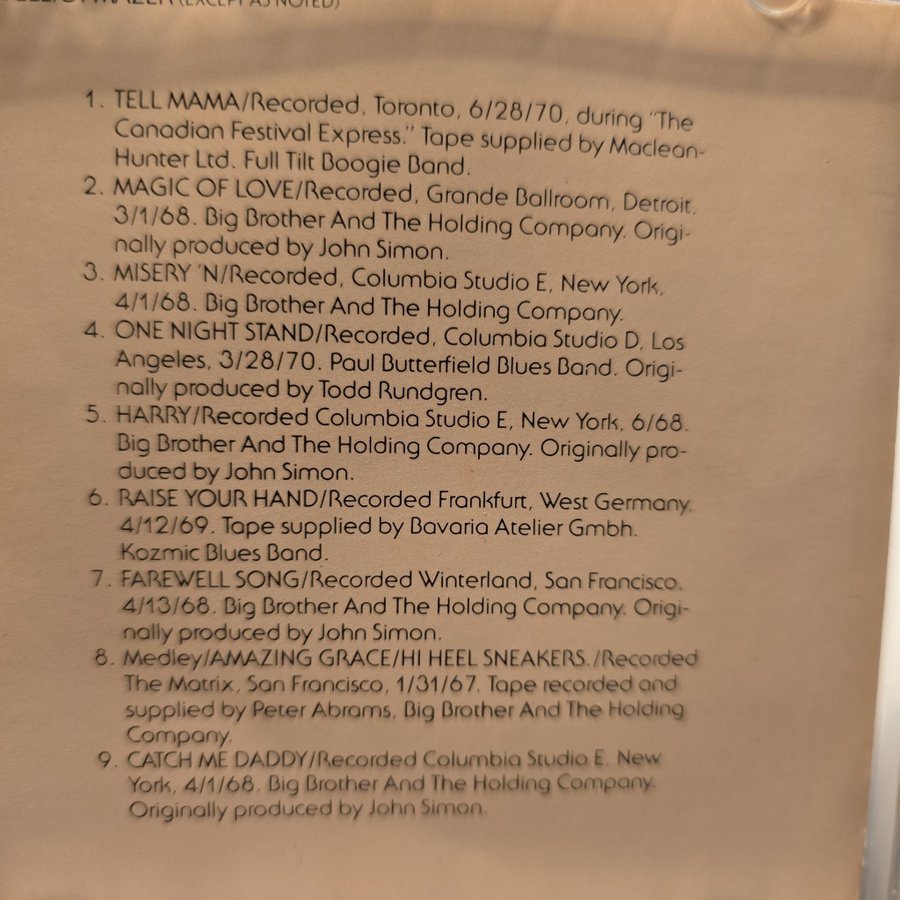 MAZER (EXCEPT AS NOTED)
1. TELL MAMA/Recorded, Toronto, 6/28/70, during "The
Canadian Festival Express." Tape supplied by Maclean-
Hunter Ltd. Full Tilt Boogie Band.
2. MAGIC OF LOVE/Recorded, Grande Ballroom, Detroit,
3/1/68. Big Brother And The Holding Company. Origi-
nally produced by John Simon.
3. MISERY 'N/Recorded, Columbia Studio E, New York,
4/1/68. Big Brother And The Holding Company.
4. ONE NIGHT STAND/Recorded, Columbia Studio D, Los
Angeles, 3/28/70. Paul Butterfield Blues Band. Origi-
nally produced by Todd Rundgren.
5. HARRY/Recorded Columbia Studio E, New York, 6/68.
Big Brother And The Holding Company. Originally pro-
duced by John Simon.
6. RAISE YOUR HAND/Recorded Frankfurt, West Germany,
4/12/69. Tape supplied by Bavaria Atelier Gmbh.
Kozmic Blues Band.
7. FAREWELL SONG/Recorded Winterland, San Francisco,
4/13/68. Big Brother And The Holding Company. Origi-
nally produced by John Simon.
8. Medley/AMAZING GRACE/HI HEEL SNEAKERS./Recorded
The Matrix, San Francisco, 1/31/67. Tape recorded and
supplied by Peter Abrams. Big Brother And The Holding
Company.
9. CATCH ME DADDY/Recorded Columbia Studio E. New
York, 4/1/68. Big Brother And The Holding Company.
Originally produced by John Simon.